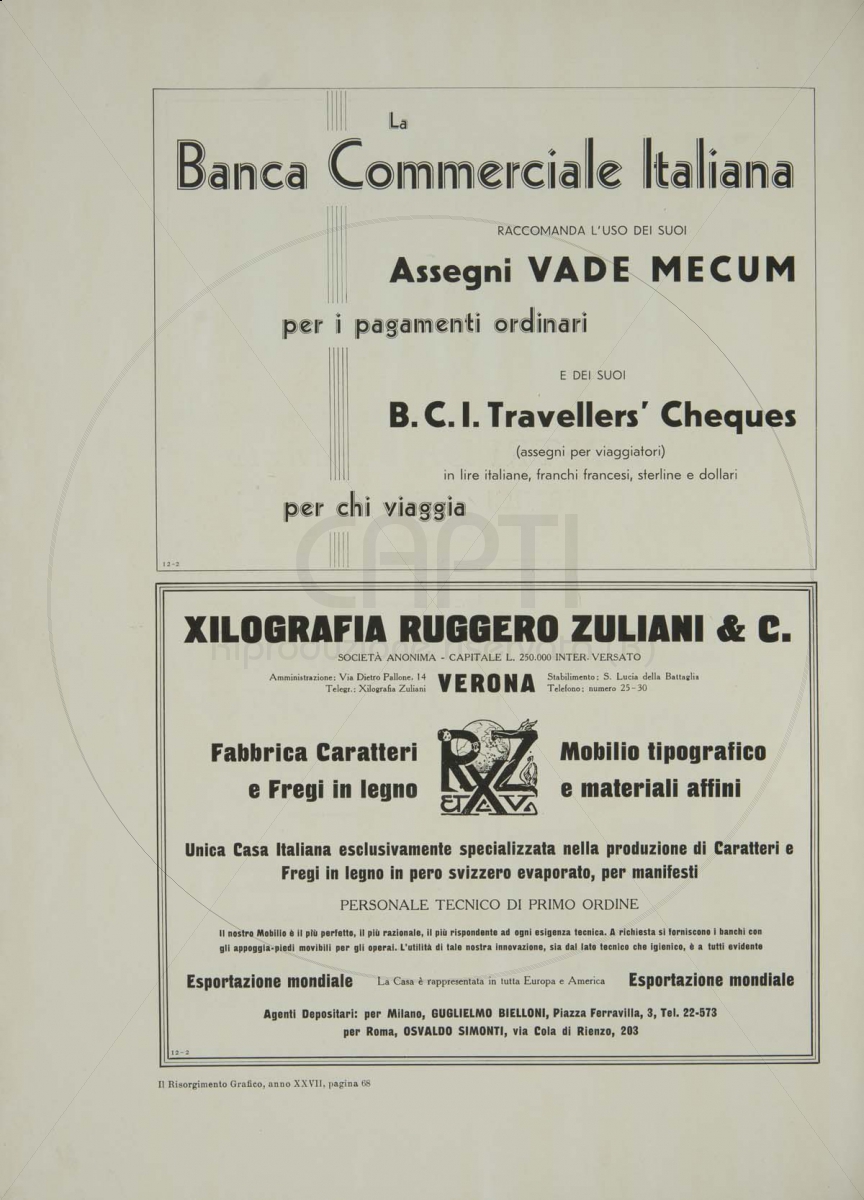 La
Banca Commerciale Italiana
RACCOMANDA L'USO DEI SUOI
Assegni VADE MECUM
per i pagamenti ordinari
E DEI SUOI
B.C.I. Travellers' Cheques
(assegni per viaggiatori)
in lire italiane, franchi francesi, sterline e dollari
per chi viaggia
CAPTI
12-2
XILOGRAFIA RUGGERO ZULIANI & C.
SOCIETÀ ANONIMA - CAPITALE L. 250.000 INTER. VERSATO
Amministrazione: Via Dietro Pallone, 14
Telegr.: Xilografia Zuliani
VERONA
Stabilimento: S. Lucia della Battaglia
Telefono: numero 25-30
Fabbrica Caratteri
e Fregi in legno
RXZ
ET
Mobilio tipografico
e materiali affini
Unica Casa Italiana esclusivamente specializzata nella produzione di Caratteri e
Fregi in legno in pero svizzero evaporato, per manifesti
PERSONALE TECNICO DI PRIMO ORDINE
Il nostro Mobilio è il più perfetto, il più razionale, il più rispondente ad ogni esigenza tecnica. A richiesta si forniscono i banchi con
gli appoggia-piedi movibili per gli operai. L'utilità di tale nostra innovazione, sia dal lato tecnico che igienico, è a tutti evidente
Esportazione mondiale La Casa è rappresentata in tutta Europa e America Esportazione mondiale
Agenti Depositari: per Milano, GUGLIELMO BIELLONI, Piazza Ferravilla, 3, Tel. 22-573
per Roma, OSVALDO SIMONTI, via Cola di Rienzo, 203
12-2
Il Risorgimento Grafico, anno XXVII, pagina 68